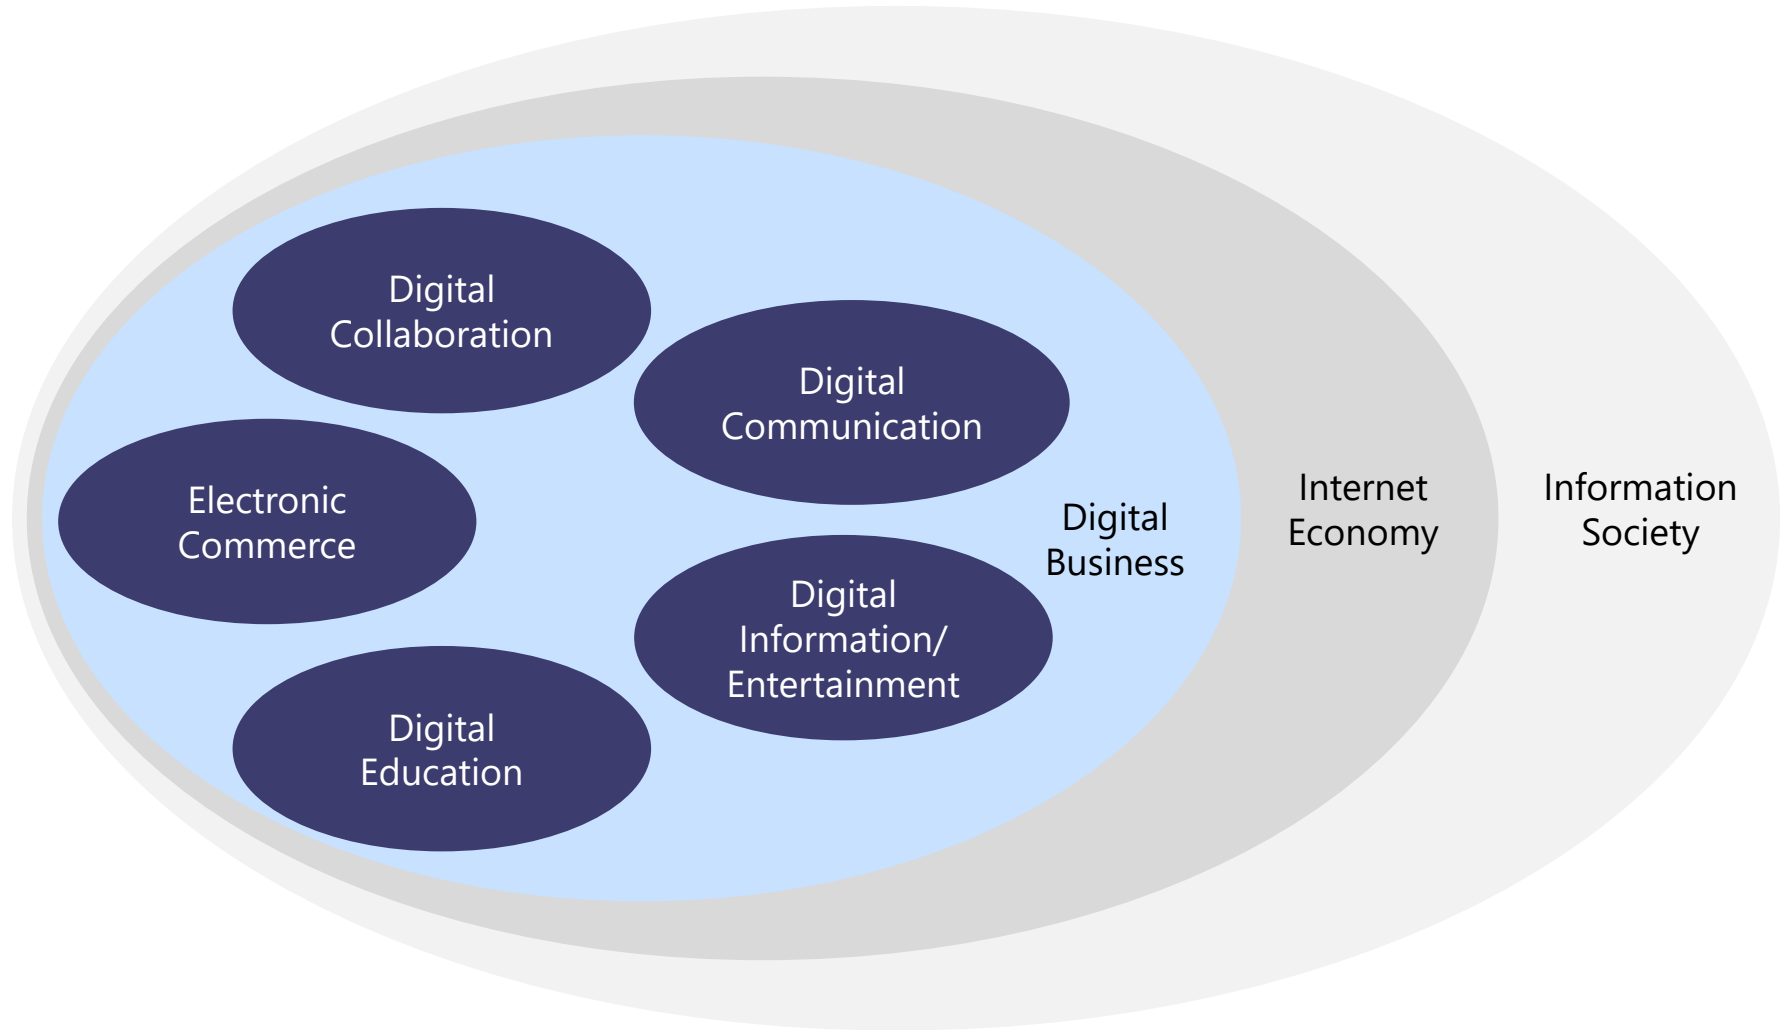 Digital
Collaboration
Digital
Communication
Electronic
Commerce
Digital
Information/
Entertainment
Digital
Education
Digital
Business
Internet
Economy
Information
Society